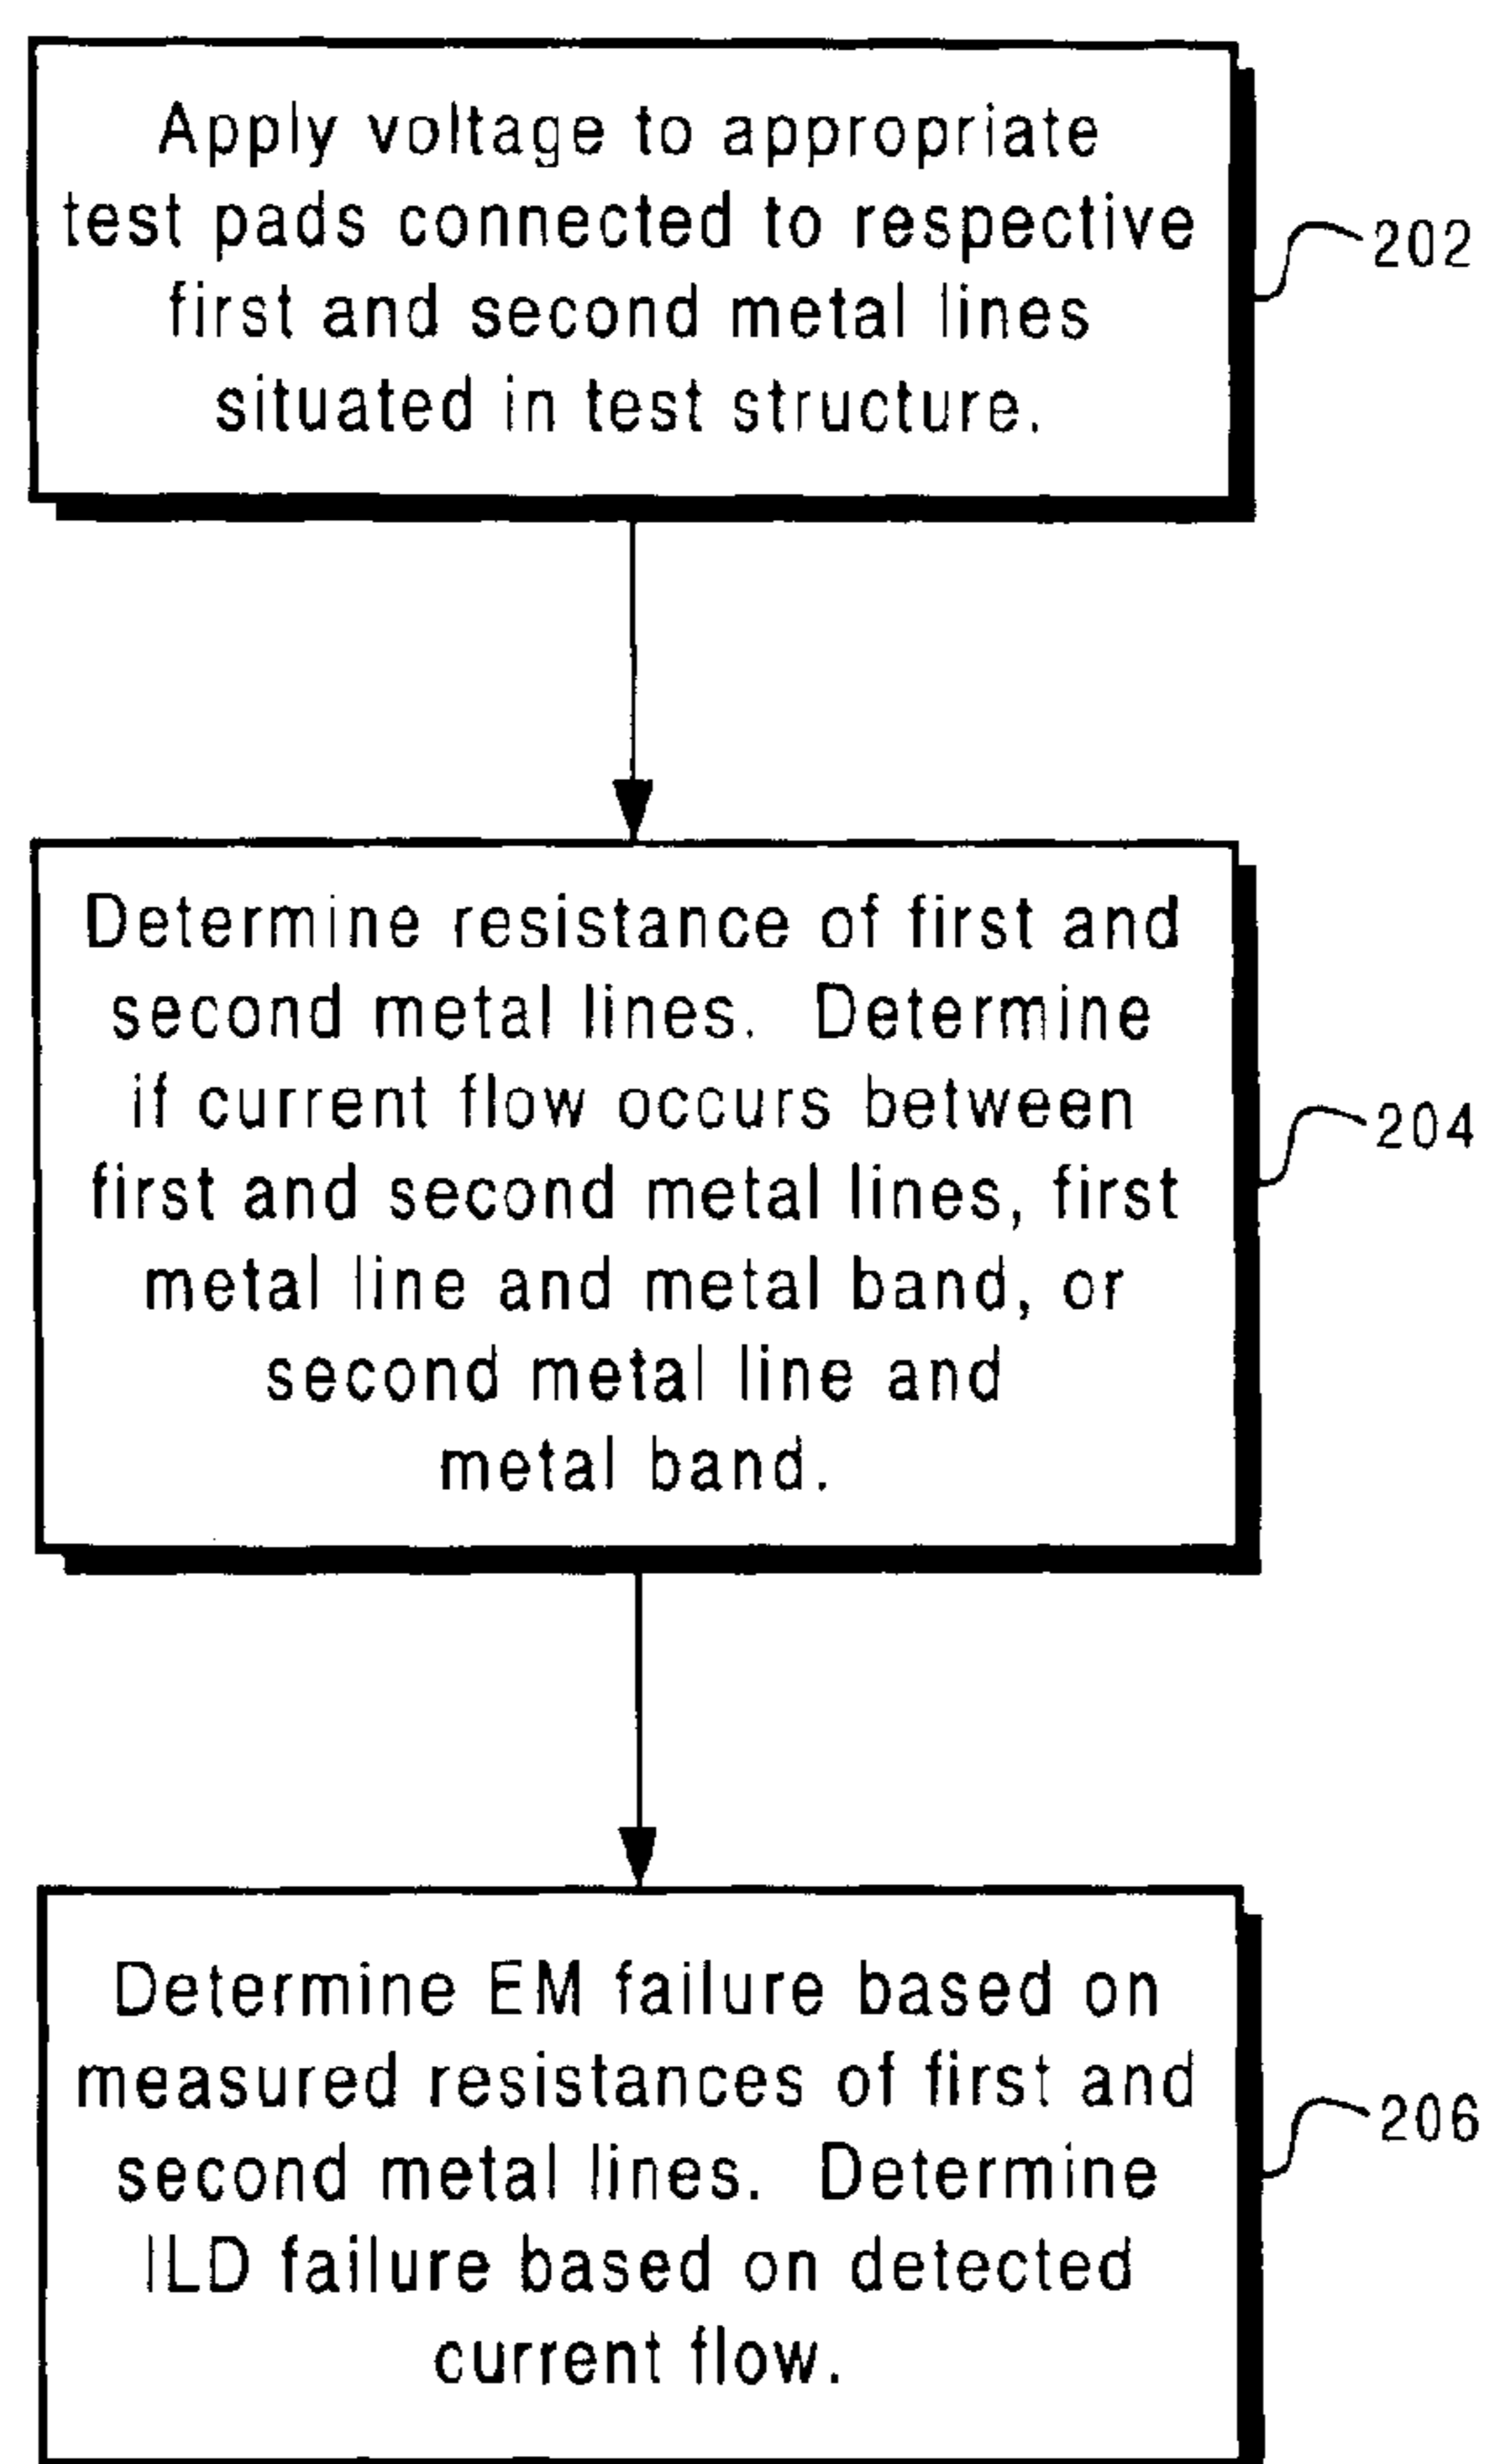 Apply voltage to appropriate
test pads connected to respective
first and second metal lines
situated in test structure.
202
Determine resistance of first and
second metal lines. Determine
if current flow occurs between
first and second metal lines, first
metal line and metal band, or
second metal line and
metal band.
204
Determine EM failure based on
measured resistances of first and
second metal lines. Determine
ILD failure based on detected
current flow.
206